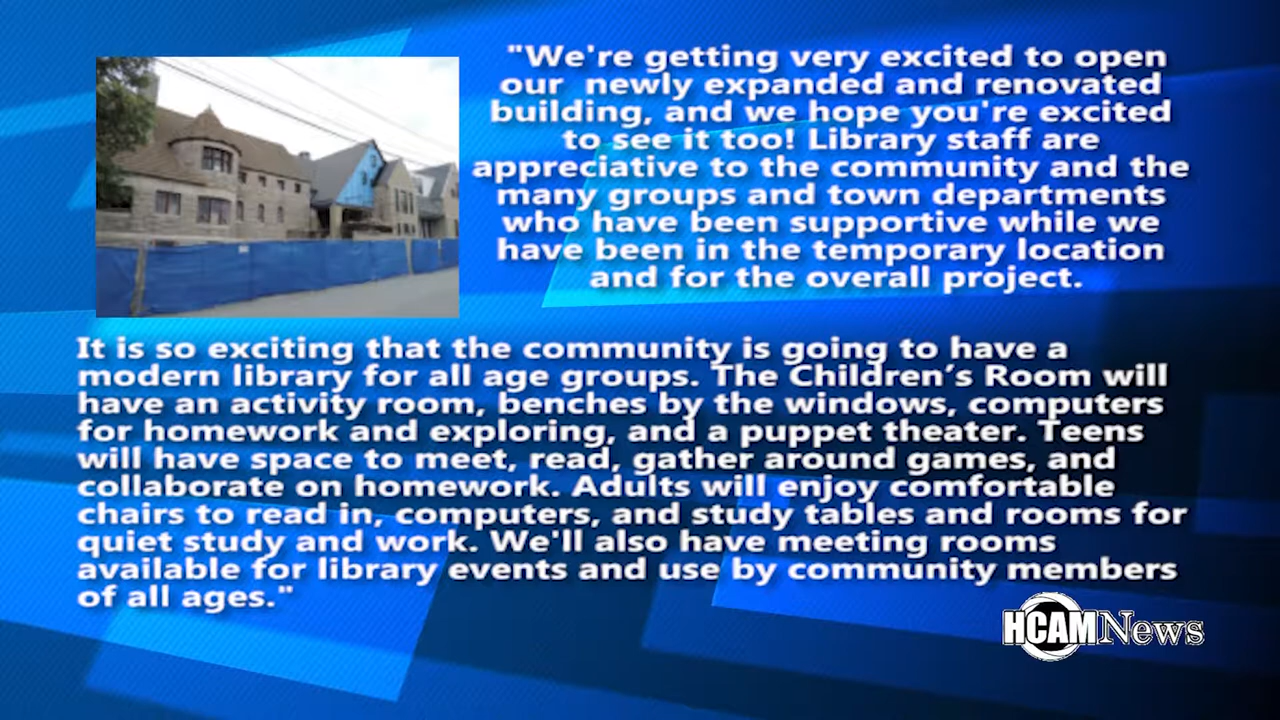 "We're getting very excited to open
our newly expanded and renovated
building, and we hope you're excited
to see it too! Library staff are
appreciative to the community and the
many groups and town departments
who have been supportive while we
have been in the temporary location
and for the overall project.
It is so exciting that the community is going to have a
modern library for all age groups. The Children’s Room will
have an activity room, benches by the windows, computers
for homework and exploring, and a puppet theater. Teens
will have space to meet, read, gather around games, and
collaborate on homework. Adults will enjoy comfortable
chairs to read in, computers, and study tables and rooms for
quiet study and work. We'll also have meeting rooms
available for library events and use by community members
of all ages."
HCAM News